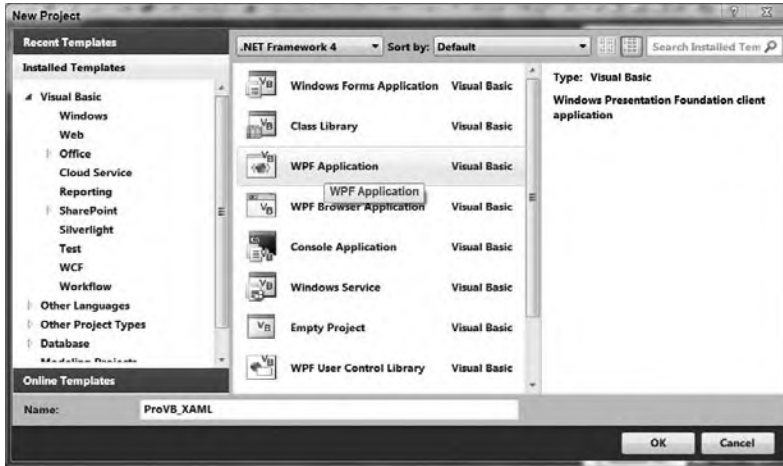 New Project
Recent Templates
.NET Framework 4
Sort by: Default
Search Installed Tem
Installed Templates
Visual Basic
Windows
Web
Office
Cloud Service
Reporting
SharePoint
Silverlight
Test
WCF
Workflow
Other Languages
Other Project Types
Database
Modeling Projects
Online Templates
Windows Forms Application Visual Basic
Class Library Visual Basic
WPF Application Visual Basic
WPF Application
WPF Browser Application Visual Basic
Console Application Visual Basic
Windows Service Visual Basic
Empty Project Visual Basic
WPF User Control Library Visual Basic
Type: Visual Basic
Windows Presentation Foundation client
application
Name: ProVB_XAML
OK Cancel